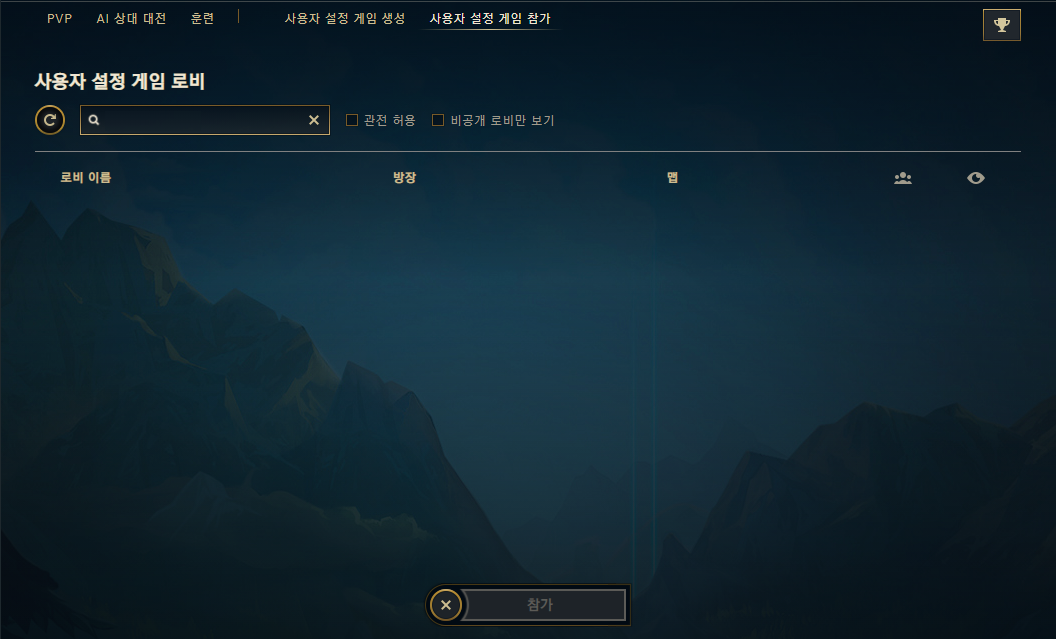 PVP AI 상대 대전 훈련 사용자 설정 게임 생성 사용자 설정 게임 참가
사용자 설정 게임 로비
관전 허용 비공개 로비만 보기
로비 이름 방장 맵
참가